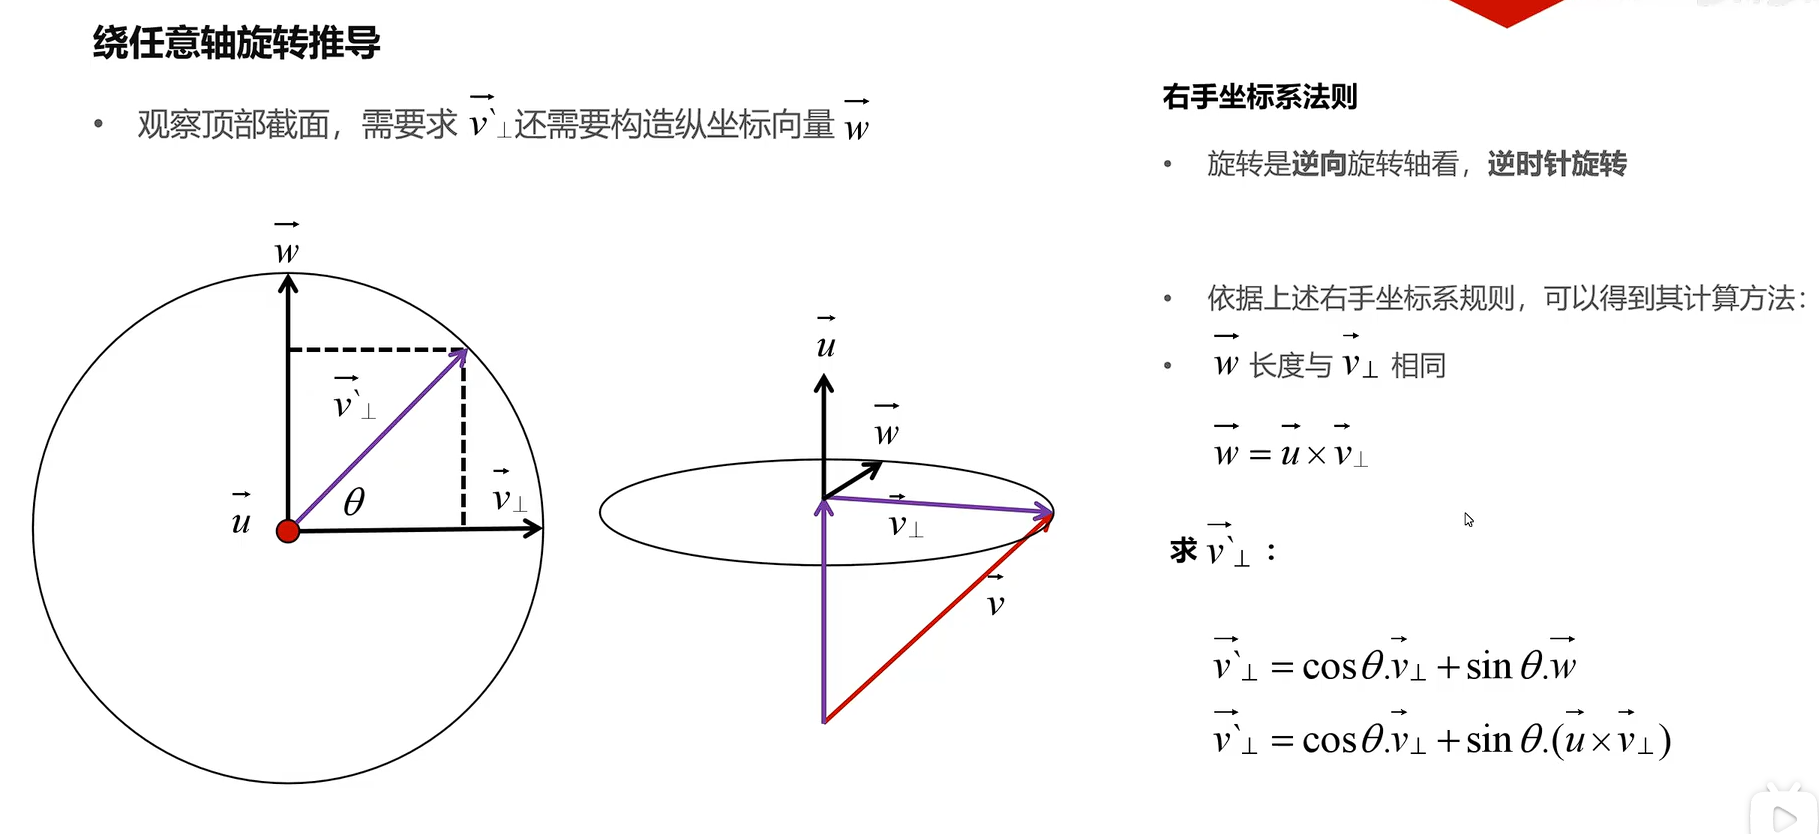 绕任意轴旋转推导
• 观察顶部截面，需要求 $\vec{v}`_\perp$ 还需要构造纵坐标向量 $\vec{w}$
$\vec{w}$
$\vec{v}`_\perp$
θ
$\vec{v}_\perp$
$\vec{u}$
$\vec{u}$
$\vec{w}$
$\vec{v}_\perp$
$\vec{v}$
右手坐标系法则
• 旋转是逆向旋转轴看，逆时针旋转
• 依据上述右手坐标系规则，可以得到其计算方法：
• $\vec{w}$ 长度与 $\vec{v}_\perp$ 相同
$\vec{w} = \vec{u} \times \vec{v}_\perp$
求 $\vec{v}`_\perp$ ：
$\vec{v}`_\perp = \cos\theta.\vec{v}_\perp + \sin\theta.\vec{w}$
$\vec{v}`_\perp = \cos\theta.\vec{v}_\perp + \sin\theta.(\vec{u} \times \vec{v}_\perp)$